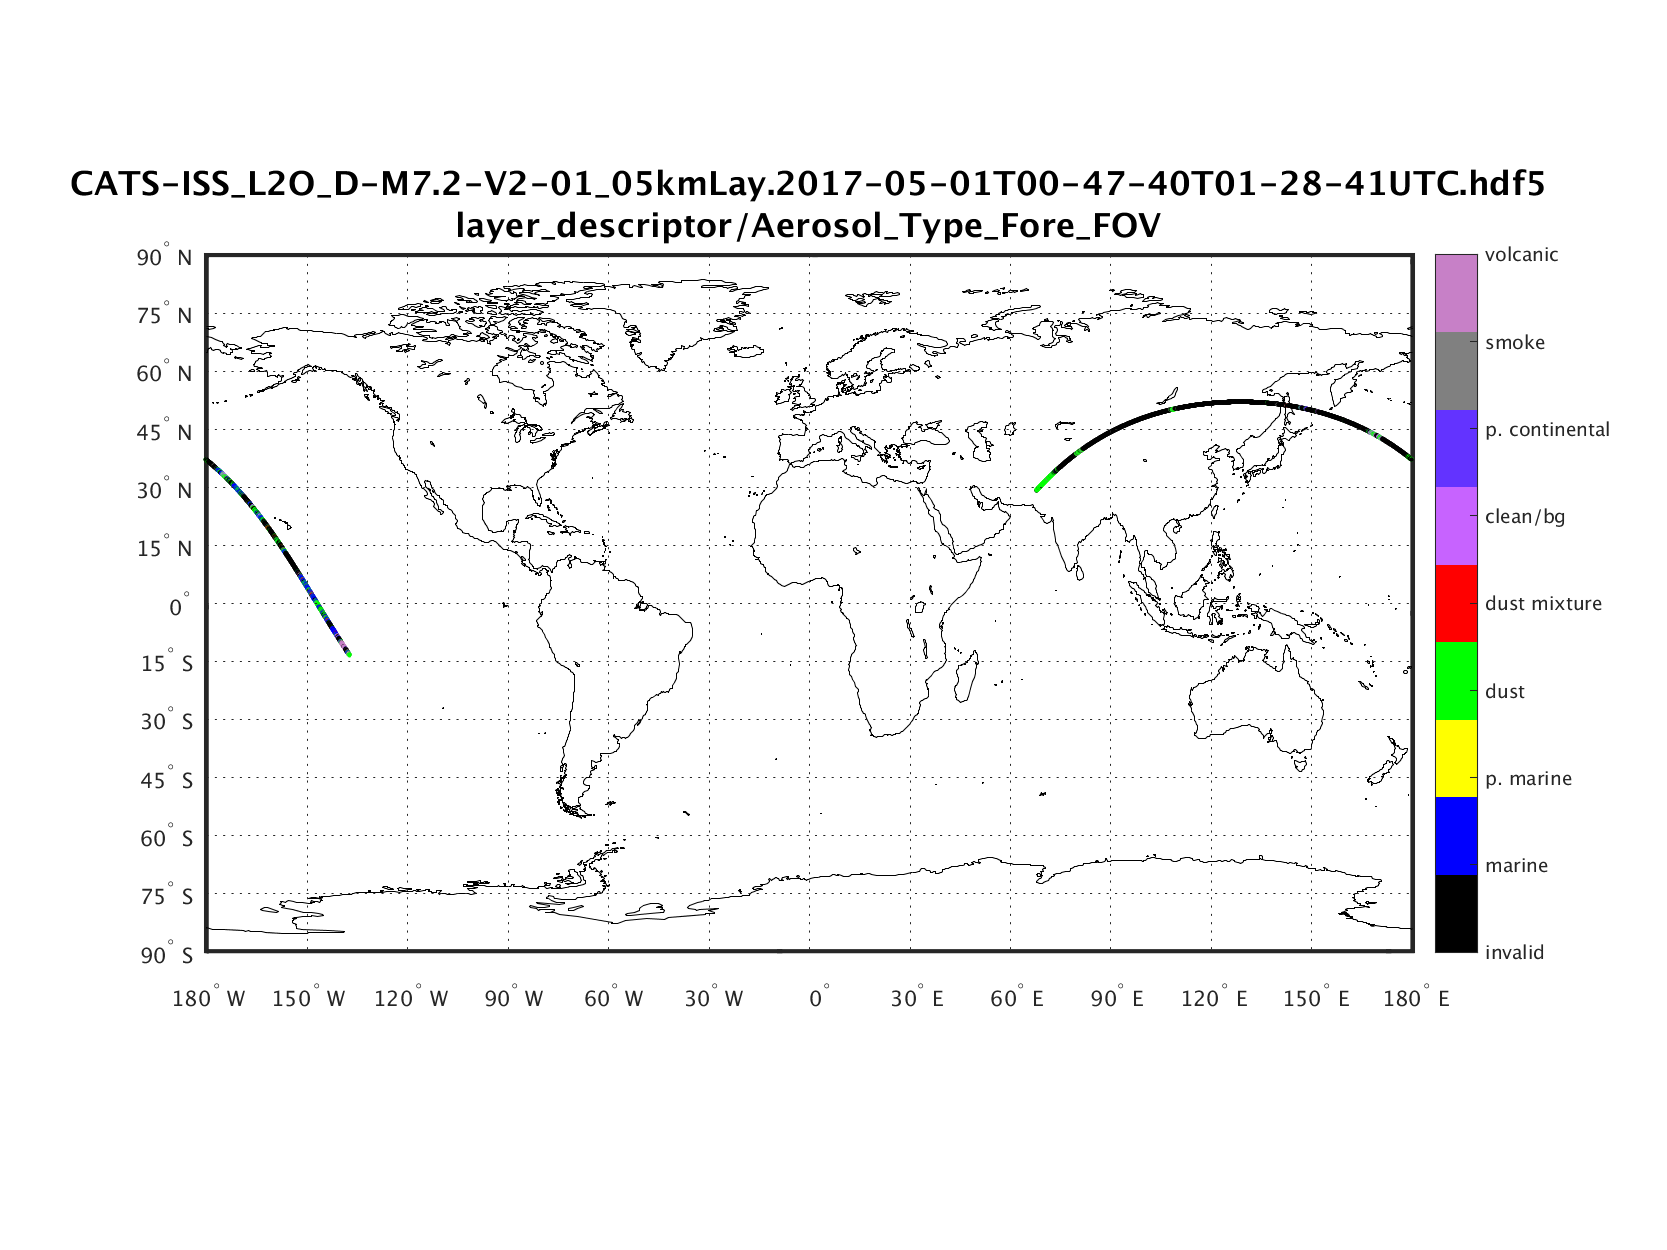 CATS-ISS_L2O_D-M7.2-V2-01_05kmLay.2017-05-01T00-47-40T01-28-41UTC.hdf5
layer_descriptor/Aerosol_Type_Fore_FOV
90° N
75° N
60° N
45° N
30° N
15° N
0°
15° S
30° S
45° S
60° S
75° S
90° S
180° W 150° W 120° W 90° W 60° W 30° W 0° 30° E 60° E 90° E 120° E 150° E 180° E
volcanic
smoke
p. continental
clean/bg
dust mixture
dust
p. marine
marine
invalid